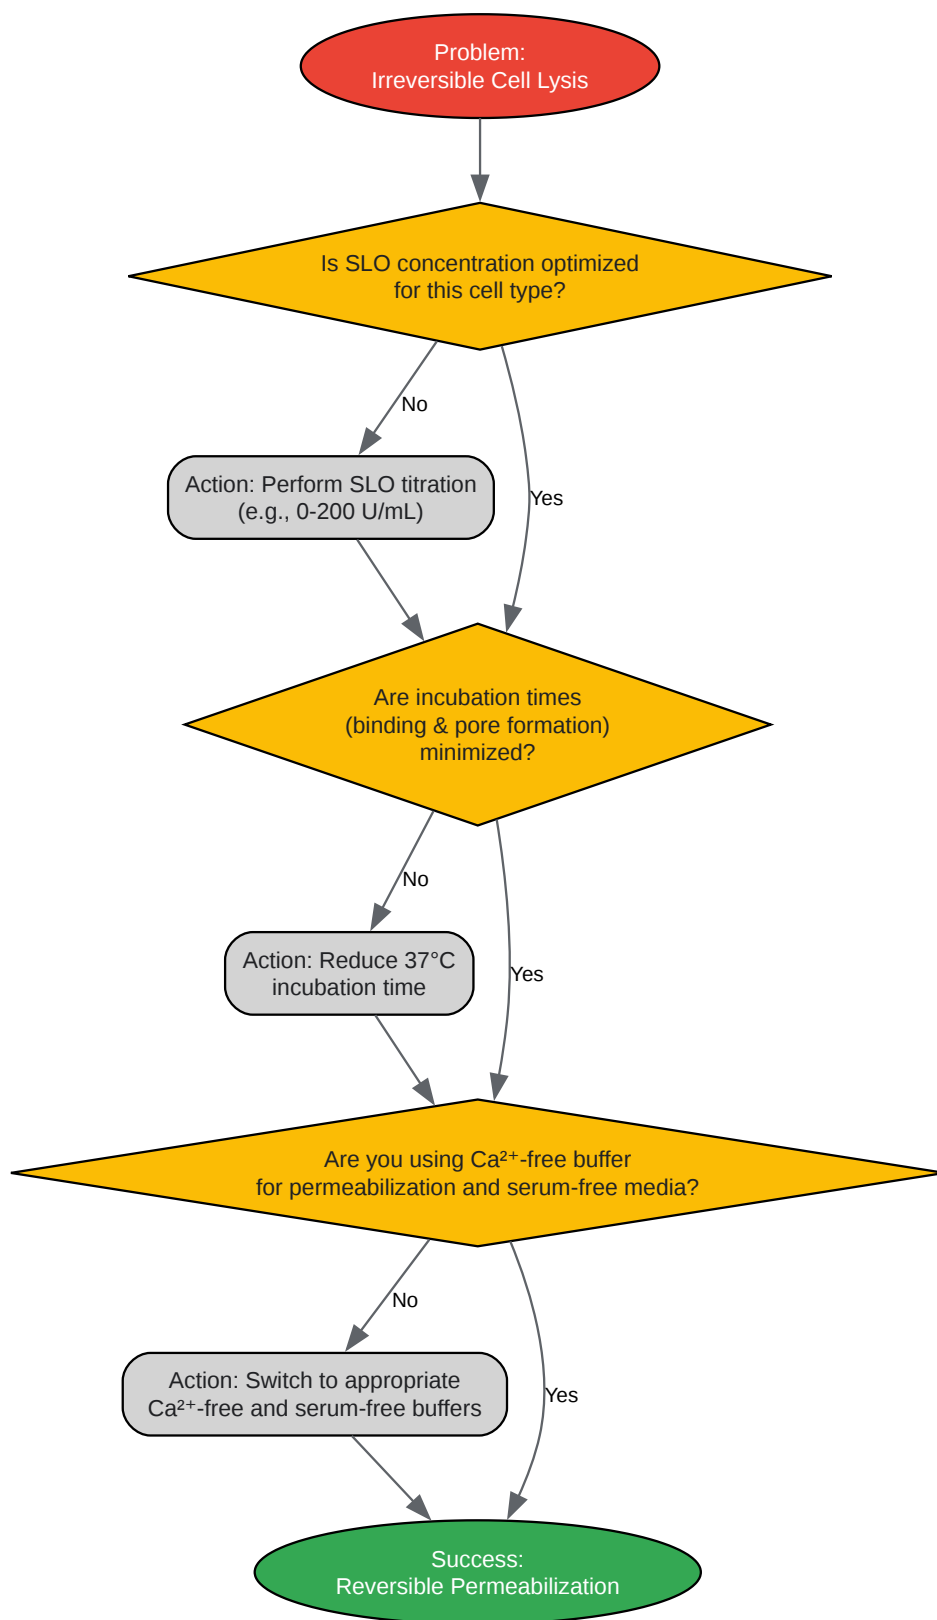 Problem:
Irreversible Cell Lysis
Is SLO concentration optimized
for this cell type?
No
Action: Perform SLO titration
(e.g., 0-200 U/mL)
Yes
Are incubation times
(binding & pore formation)
minimized?
No
Action: Reduce 37°C
incubation time
Yes
Are you using Ca²⁺-free buffer
for permeabilization and serum-free media?
No
Action: Switch to appropriate
Ca²⁺-free and serum-free buffers
Yes
Success:
Reversible Permeabilization